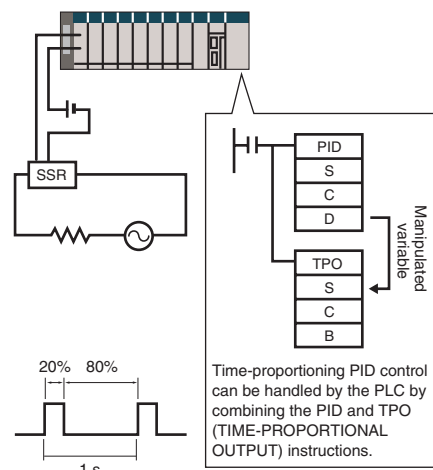 SSR
20%
80%
1 s
PID
S
C
D
Manipulated
variable
TPO
S
C
B
Time-proportioning PID control
can be handled by the PLC by
combining the PID and TPO
(TIME-PROPORTIONAL
OUTPUT) instructions.